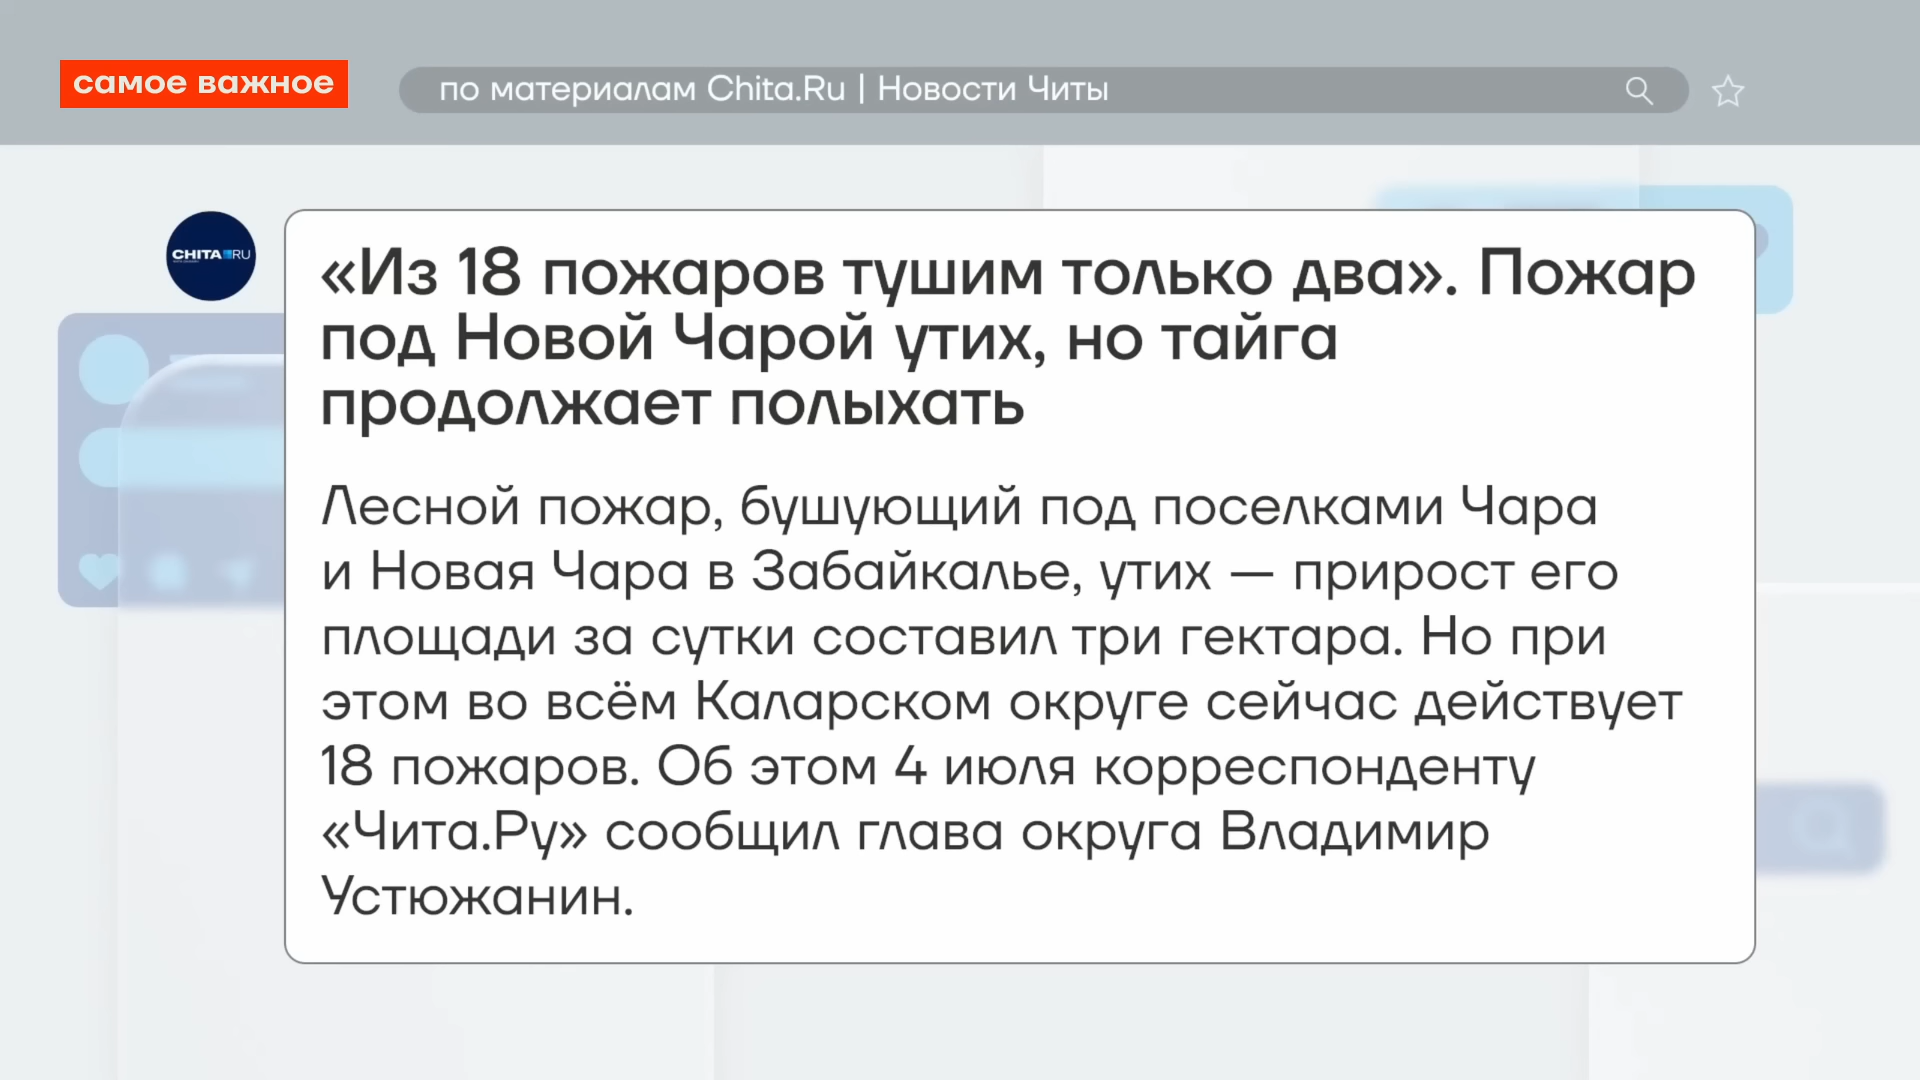 самое важное
по материалам Chita.Ru | Новости Читы
CHITA RU
«Из 18 пожаров тушим только два». Пожар
под Новой Чарой утих, но тайга
продолжает полыхать
Лесной пожар, бушующий под поселками Чара
и Новая Чара в Забайкалье, утих — прирост его
площади за сутки составил три гектара. Но при
этом во всём Каларском округе сейчас действует
18 пожаров. Об этом 4 июля корреспонденту
«Чита.Ру» сообщил глава округа Владимир
Устюжанин.